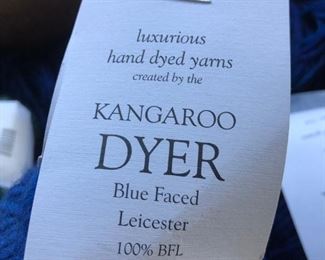 luxurious
hand dyed yarns
created by the
KANGAROO
DYER
Blue Faced
Leicester
100% BFL